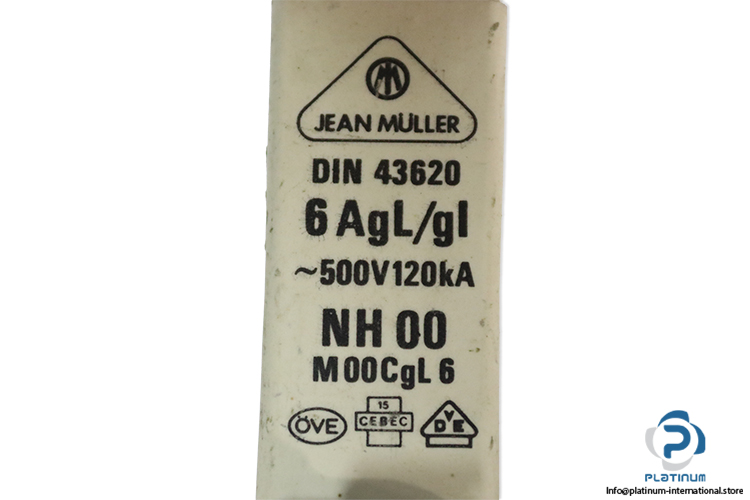 M
JEAN MÜLLER
DIN 43620
6 AgL/gI
~500V120kA
NH 00
M00CgL 6
ÖVE
15
CEBEC
VDE
P
PLATINUM
Info@platinum-international.store